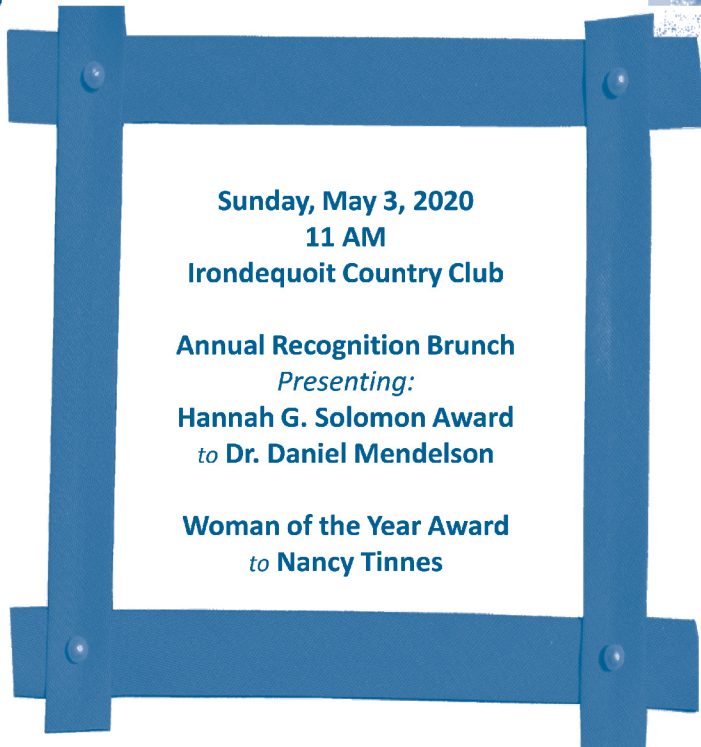 Sunday, May 3, 2020
11 AM
Irondequoit Country Club
Annual Recognition Brunch
Presenting:
Hannah G. Solomon Award
to Dr. Daniel Mendelson
Woman of the Year Award
to Nancy Tinnes